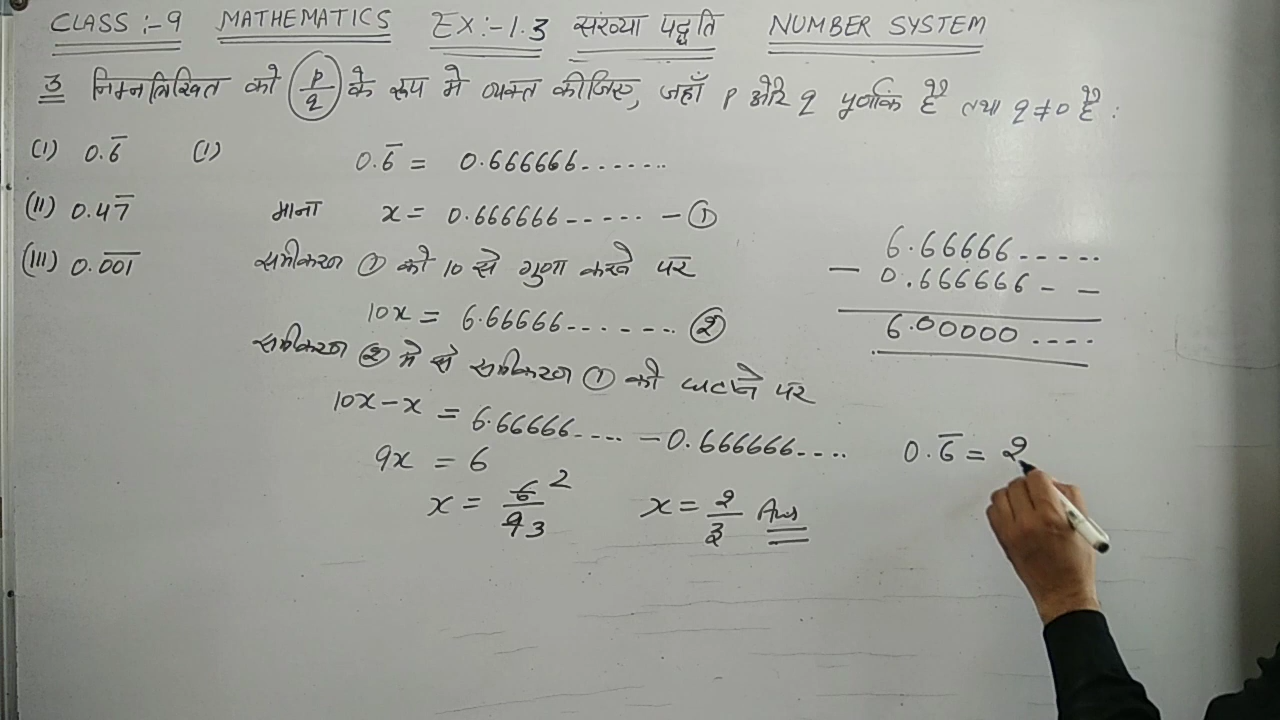 CLASS :- 9 MATHEMATICS EX:- 1.3 संख्या पद्धति NUMBER SYSTEM
3 निम्नलिखित को (p/q) के रूप मे व्यक्त कीजिए, जहाँ p और q पूर्णांक हैं तथा q ≠ 0 है :
(I) 0.6̅ (I) 0.6̅ = 0.666666.......
(II) 0.47̅ माना x = 0.666666------ - ①
(III) 0.0̅0̅1̅ समीकरण ① को 10 से गुणा करने पर
6.66666.....
— 0.666666- --
6.00000....
10x = 6.66666------- ②
समीकरण ② मे से समीकरण ① को घटाने पर
10x-x = 6.66666.... - 0.666666....
9x = 6 0.6̅ = 2
x = 6/9 2 3 x = 2/3 Ans